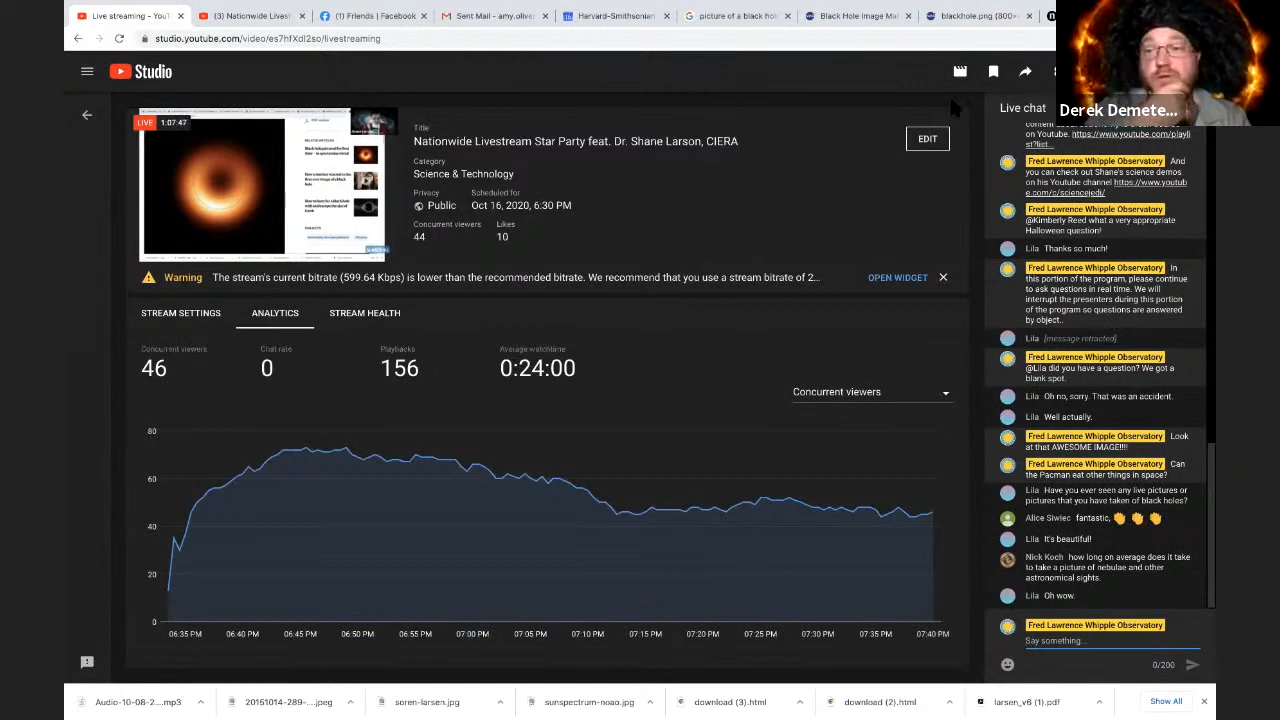 Live streaming - YouT
(3) Nationwide Livest
(1) Friends | Facebook
Sent Mail - amy.oliver
Harvard-Smithsonian
picture of a black hol
Black Hole Image Mak
blackhole.png (800×
studio.youtube.com/video/es7hfXdl2so/livestreaming
Studio
Derek Demete...
LIVE 1:07:47
Title
Nationwide Livestream Star Party feat Dr. Shane Larson, CIERA
Category
Science & Technology
Privacy
Public
Scheduled for
Oct 16, 2020, 6:30 PM
Concurrent viewers
44
Likes
10
EDIT
Warning The stream's current bitrate (599.64 Kbps) is lower than the recommended bitrate. We recommend that you use a stream bitrate of 2...
OPEN WIDGET
STREAM SETTINGS
ANALYTICS
STREAM HEALTH
Concurrent viewers
46
Chat rate
0
Playbacks
156
Average watchtime
0:24:00
Concurrent viewers
80
60
40
20
0
06:35 PM 06:40 PM 06:45 PM 06:50 PM 06:55 PM 07:00 PM 07:05 PM 07:10 PM 07:15 PM 07:20 PM 07:25 PM 07:30 PM 07:35 PM 07:40 PM
Live chat
content
on Youtube. https://www.youtube.com/playli
st?list...
Fred Lawrence Whipple Observatory And
you can check out Shane's science demos
on his Youtube channel https://www.youtub
e.com/c/sciencejedi/
Fred Lawrence Whipple Observatory
@Kimberly Reed what a very appropriate
Halloween question!
Lila Thanks so much!
Fred Lawrence Whipple Observatory In
this portion of the program, please continue
to ask questions in real time. We will
interrupt the presenters during this portion
of the program so questions are answered
by object..
Lila [message retracted]
Fred Lawrence Whipple Observatory
@Lila did you have a question? We got a
blank spot.
Lila Oh no, sorry. That was an accident.
Lila Well actually.
Fred Lawrence Whipple Observatory Look
at that AWESOME IMAGE!!!!
Fred Lawrence Whipple Observatory Can
the Pacman eat other things in space?
Lila Have you ever seen any live pictures or
pictures that you have taken of black holes?
Alice Siwiec fantastic, 👏 👏 👏
Lila It's beautiful!
Nick Koch how long on average does it take
to take a picture of nebulae and other
astronomical sights.
Lila Oh wow.
Fred Lawrence Whipple Observatory
Say something...
0/200
Audio-10-08-2....mp3
20151014-289-....jpeg
soren-larsen.jpg
sunspectrum-noao.jpg
download (3).html
download (2).html
larsen_v6 (1).pdf
Show All